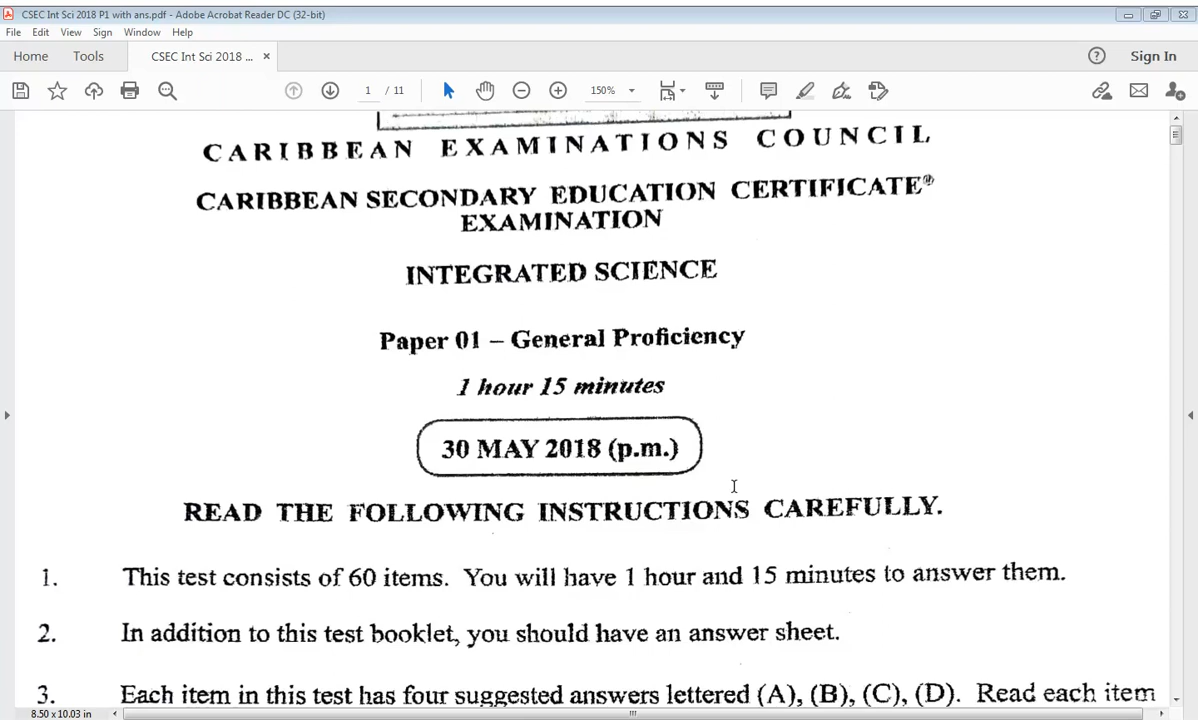 CSEC Int Sci 2018 P1 with ans.pdf - Adobe Acrobat Reader DC (32-bit)
File Edit View Sign Window Help
Home Tools CSEC Int Sci 2018 ... ×
1 / 11 150% Sign In
CARIBBEAN EXAMINATIONS COUNCIL
CARIBBEAN SECONDARY EDUCATION CERTIFICATE®
EXAMINATION
INTEGRATED SCIENCE
Paper 01 – General Proficiency
1 hour 15 minutes
30 MAY 2018 (p.m.)
READ THE FOLLOWING INSTRUCTIONS CAREFULLY.
1. This test consists of 60 items. You will have 1 hour and 15 minutes to answer them.
2. In addition to this test booklet, you should have an answer sheet.
3. Each item in this test has four suggested answers lettered (A), (B), (C), (D). Read each item
8.50 x 10.03 in